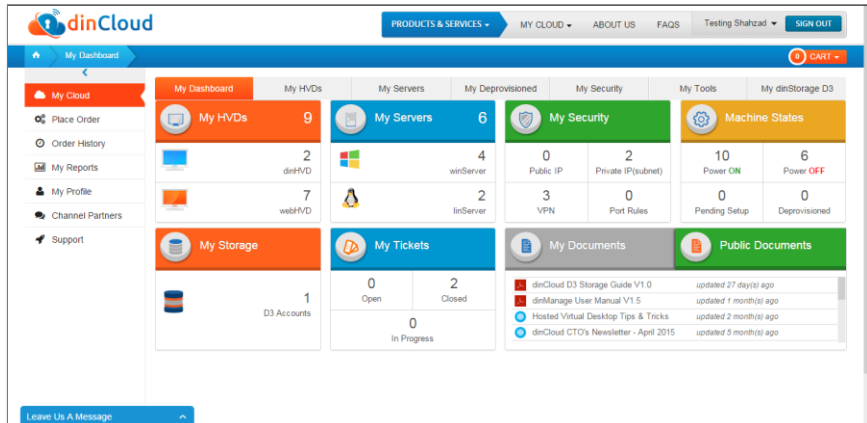 dinCloud
PRODUCTS & SERVICES
MY CLOUD
ABOUT US
FAQS
Testing Shahzad
SIGN OUT
My Dashboard
0 CART
My Cloud
Place Order
Order History
My Reports
My Profile
Channel Partners
Support
My Dashboard
My HVDs
My Servers
My Deprovisioned
My Security
My Tools
My dinStorage D3
My HVDs 9
2
dinHVD
7
webHVD
My Servers 6
4
winServer
2
linServer
My Security
0
Public IP
2
Private IP(subnet)
3
VPN
0
Port Rules
Machine States
10
Power ON
6
Power OFF
0
Pending Setup
0
Deprovisioned
My Storage
1
D3 Accounts
My Tickets
0
Open
2
Closed
0
In Progress
My Documents
Public Documents
dinCloud D3 Storage Guide V1.0 updated 27 day(s) ago
dinManage User Manual V1.5 updated 1 month(s) ago
Hosted Virtual Desktop Tips & Tricks updated 2 month(s) ago
dinCloud CTO's Newsletter - April 2015 updated 5 month(s) ago
Leave Us A Message